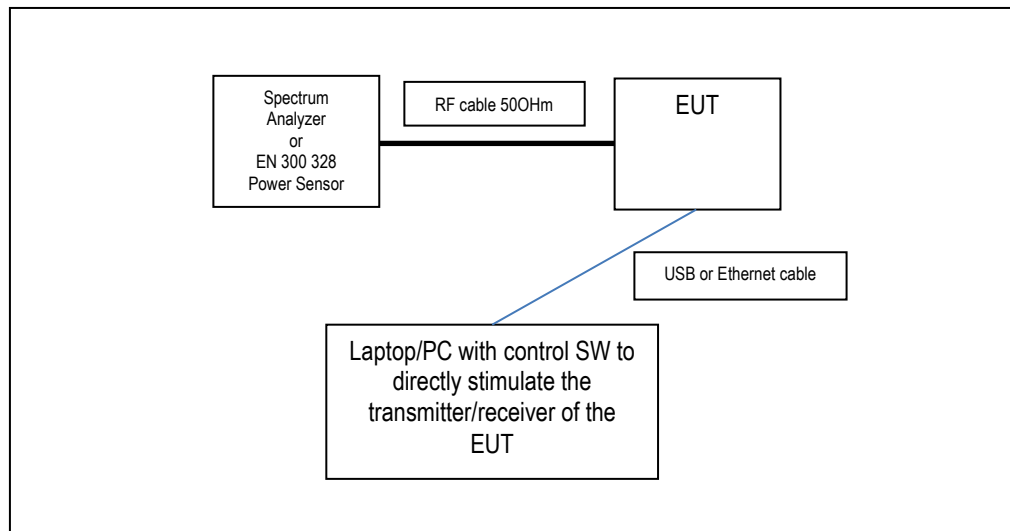 Spectrum
Analyzer
or
EN 300 328
Power Sensor
RF cable 50OHm
EUT
USB or Ethernet cable
Laptop/PC with control SW to
directly stimulate the
transmitter/receiver of the
EUT